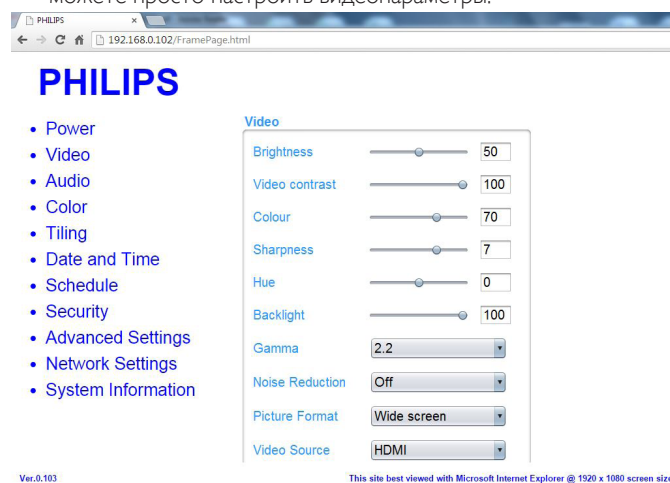 можете просто настроить видеопараметры.
PHILIPS
192.168.0.102/FramePage.html
PHILIPS
• Power
• Video
• Audio
• Color
• Tiling
• Date and Time
• Schedule
• Security
• Advanced Settings
• Network Settings
• System Information
Video
Brightness 50
Video contrast 100
Colour 70
Sharpness 7
Hue 0
Backlight 100
Gamma 2.2
Noise Reduction Off
Picture Format Wide screen
Video Source HDMI
Ver.0.103
This site best viewed with Microsoft Internet Explorer @ 1920 x 1080 screen size